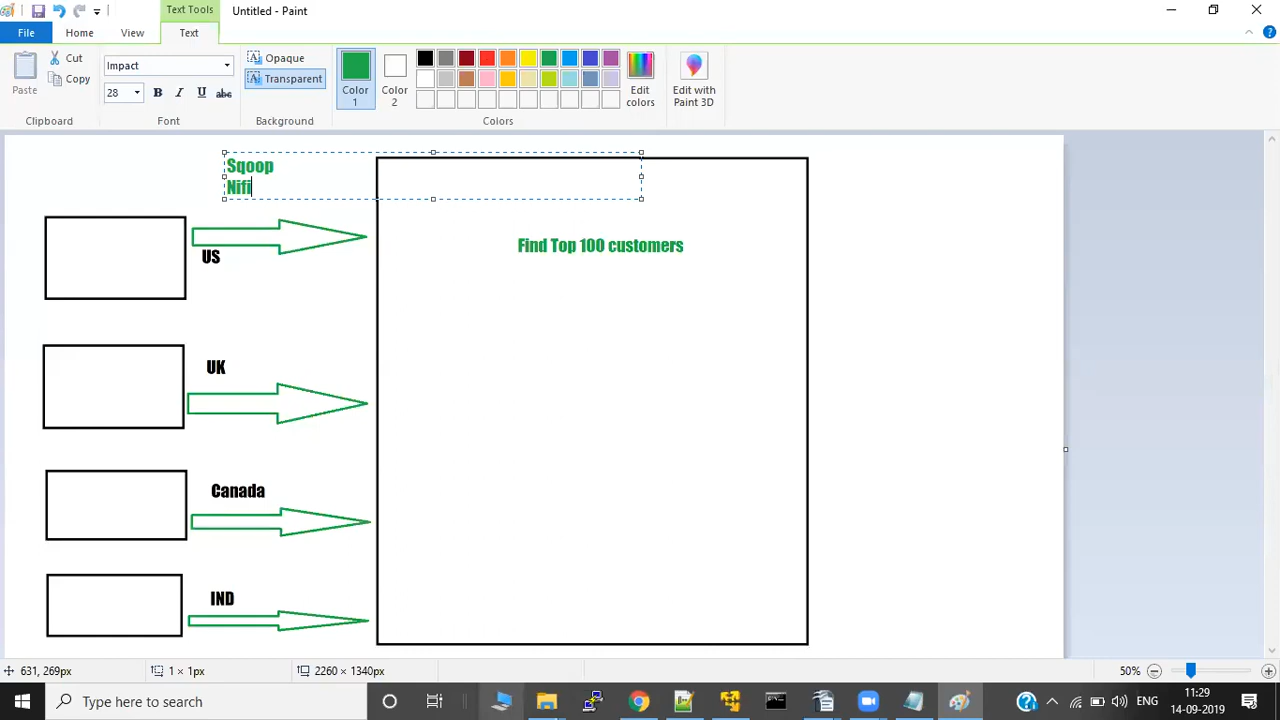 Text Tools
Untitled - Paint
File
Home
View
Text
Paste
Cut
Copy
Clipboard
Impact
28
B I U abc
Font
Opaque
Transparent
Background
Color 1
Color 2
Edit colors
Colors
Edit with Paint 3D
Sqoop
Nifi
Find Top 100 customers
US
UK
Canada
IND
631, 269px
1 × 1px
2260 × 1340px
50%
Type here to search
ENG
11:29
14-09-2019